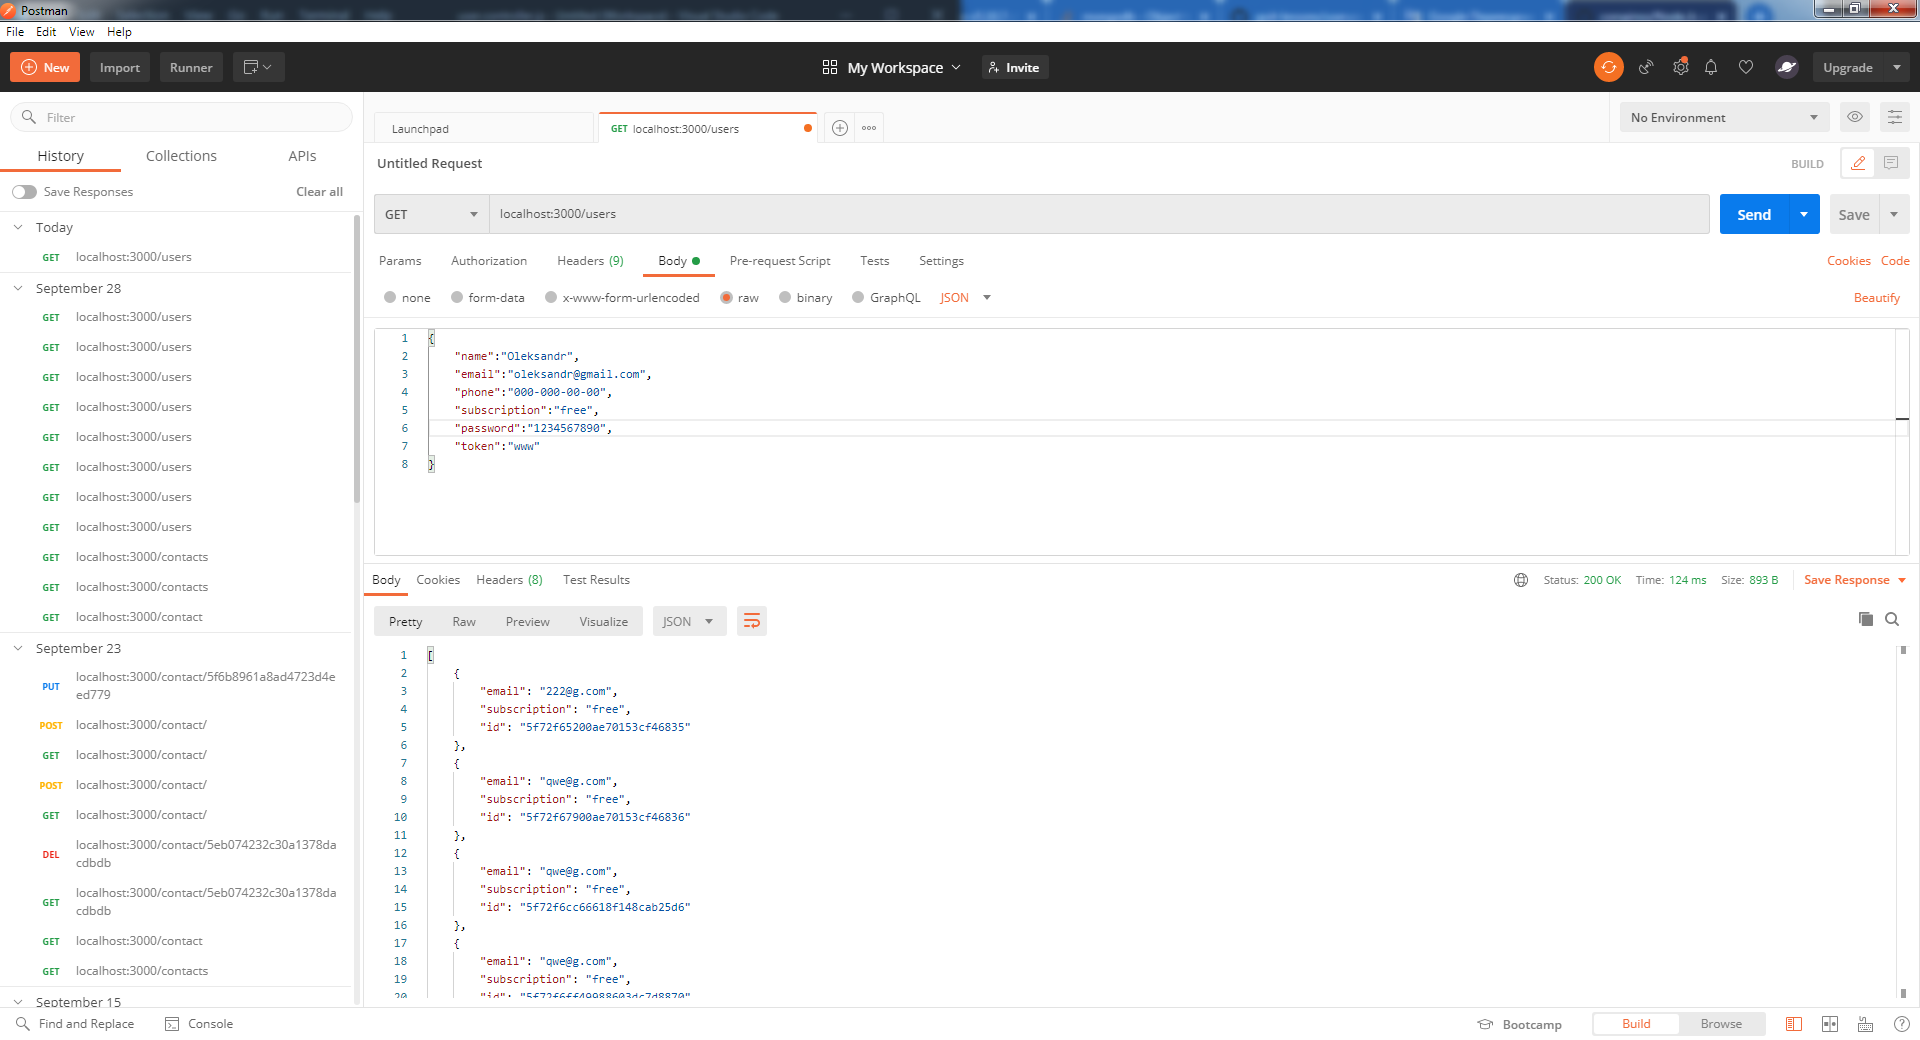 Postman
File Edit View Help
New Import Runner My Workspace Invite Upgrade
Filter
History Collections APIs
Save Responses Clear all
Today
GET localhost:3000/users
September 28
GET localhost:3000/users
GET localhost:3000/users
GET localhost:3000/users
GET localhost:3000/users
GET localhost:3000/users
GET localhost:3000/users
GET localhost:3000/users
GET localhost:3000/users
GET localhost:3000/contacts
GET localhost:3000/contacts
GET localhost:3000/contact
September 23
PUT localhost:3000/contact/5f6b8961a8ad4723d4e
ed779
POST localhost:3000/contact/
GET localhost:3000/contact/
POST localhost:3000/contact/
GET localhost:3000/contact/
DEL localhost:3000/contact/5eb074232c30a1378da
cdbdb
GET localhost:3000/contact/5eb074232c30a1378da
cdbdb
GET localhost:3000/contact
GET localhost:3000/contacts
September 15
Launchpad GET localhost:3000/users No Environment
Untitled Request BUILD
GET localhost:3000/users Send Save
Params Authorization Headers (9) Body Pre-request Script Tests Settings Cookies Code
none form-data x-www-form-urlencoded raw binary GraphQL JSON Beautify
1 {
2 "name":"Oleksandr",
3 "email":"oleksandr@gmail.com",
4 "phone":"000-000-00-00",
5 "subscription":"free",
6 "password":"1234567890",
7 "token":"www"
8 }
Body Cookies Headers (8) Test Results Status: 200 OK Time: 124 ms Size: 893 B Save Response
Pretty Raw Preview Visualize JSON
1 [
2 {
3 "email": "222@g.com",
4 "subscription": "free",
5 "id": "5f72f65200ae70153cf46835"
6 },
7 {
8 "email": "qwe@g.com",
9 "subscription": "free",
10 "id": "5f72f67900ae70153cf46836"
11 },
12 {
13 "email": "qwe@g.com",
14 "subscription": "free",
15 "id": "5f72f6cc66618f148cab25d6"
16 },
17 {
18 "email": "qwe@g.com",
19 "subscription": "free",
20 "id": "5f72f6ff49988603dc7d8870"
Find and Replace Console Bootcamp Build Browse